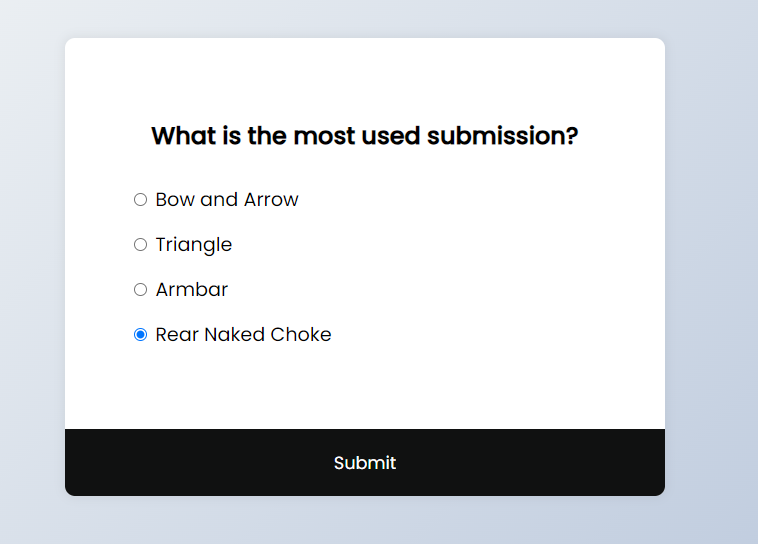 What is the most used submission?
Bow and Arrow
Triangle
Armbar
Rear Naked Choke
Submit